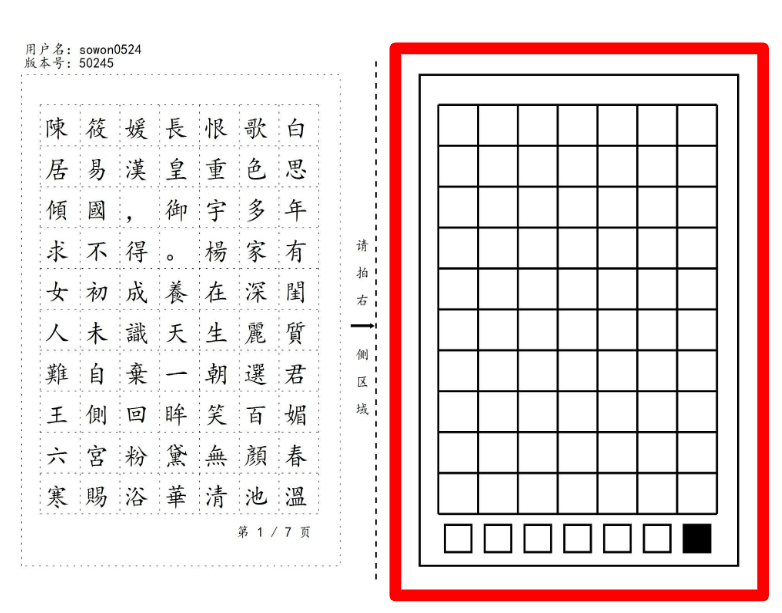 用户名：sowon0524
版本号：50245
陳筱媛長恨歌白
居易漢皇重色思
傾國，御宇多年
求不得。楊家有
女初成養在深閨
人未識天生麗質
難自棄一朝選君
王側回眸笑百媚
六宮粉黛無顏春
寒賜浴華清池溫
第 1 / 7 页
请拍右
侧区域